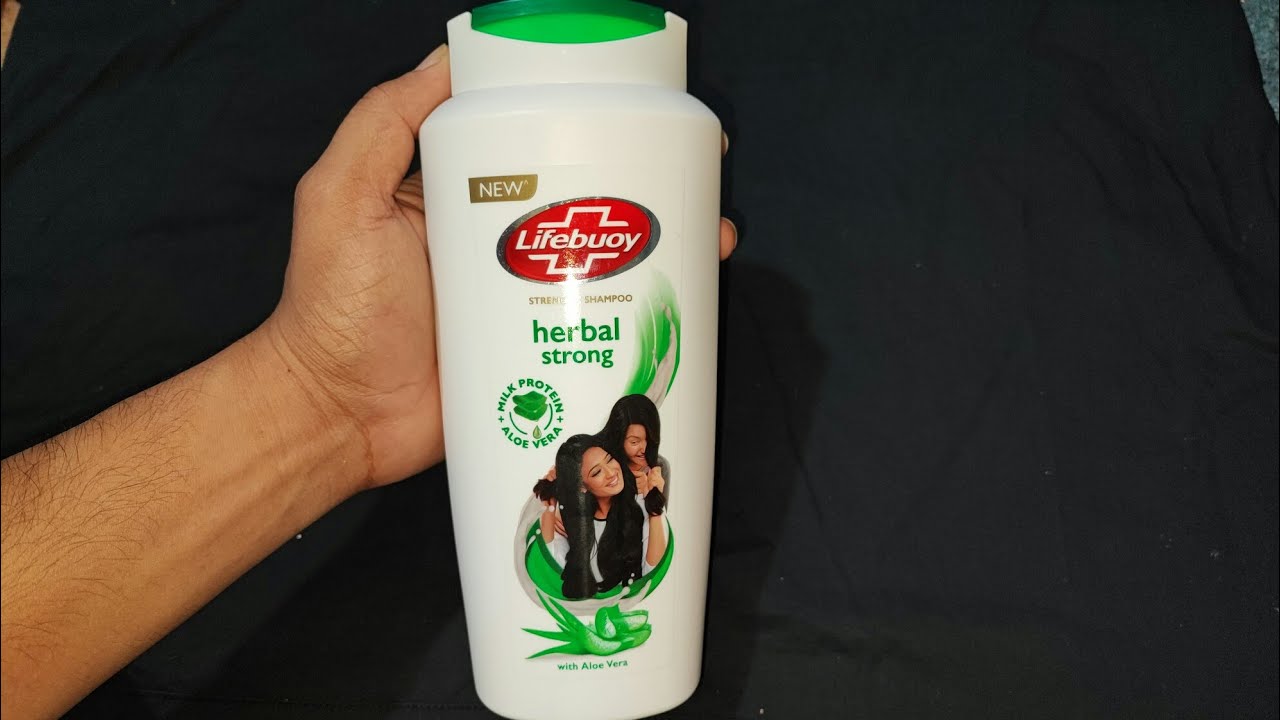 NEW^
Lifebuoy
SHAMPOO
herbal
strong
+ MILK PROTEIN +
ALOE VERA
with Aloe Vera